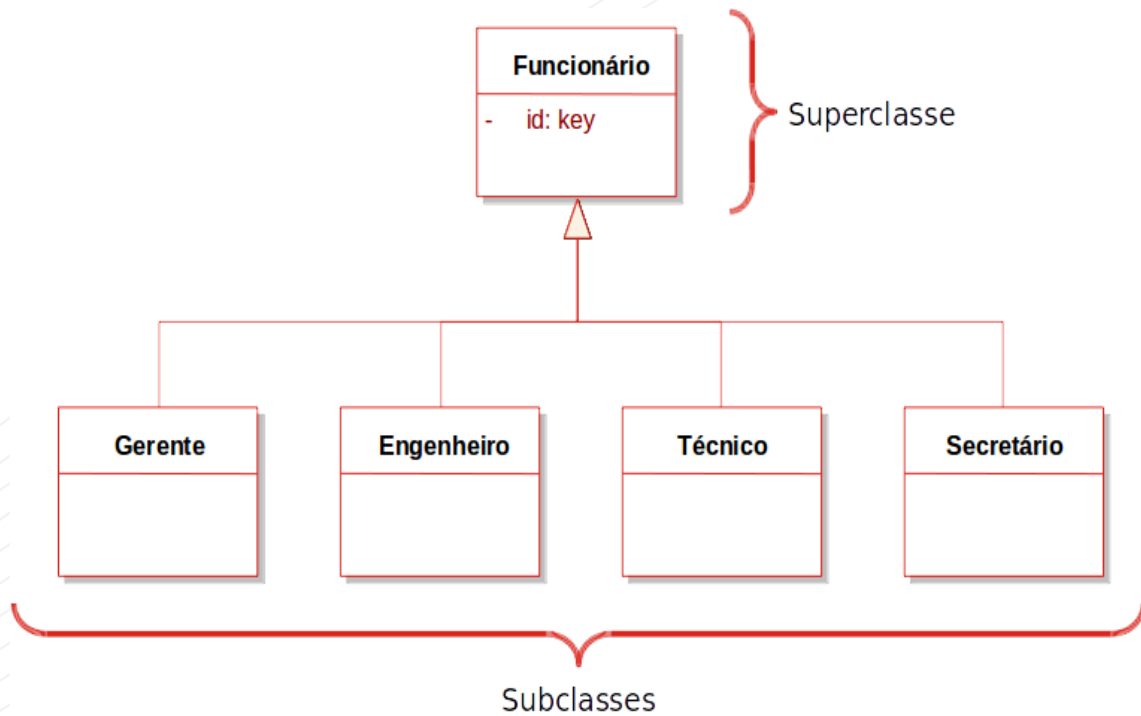 Funcionário
- id: key
Superclasse
Gerente
Engenheiro
Técnico
Secretário
Subclasses